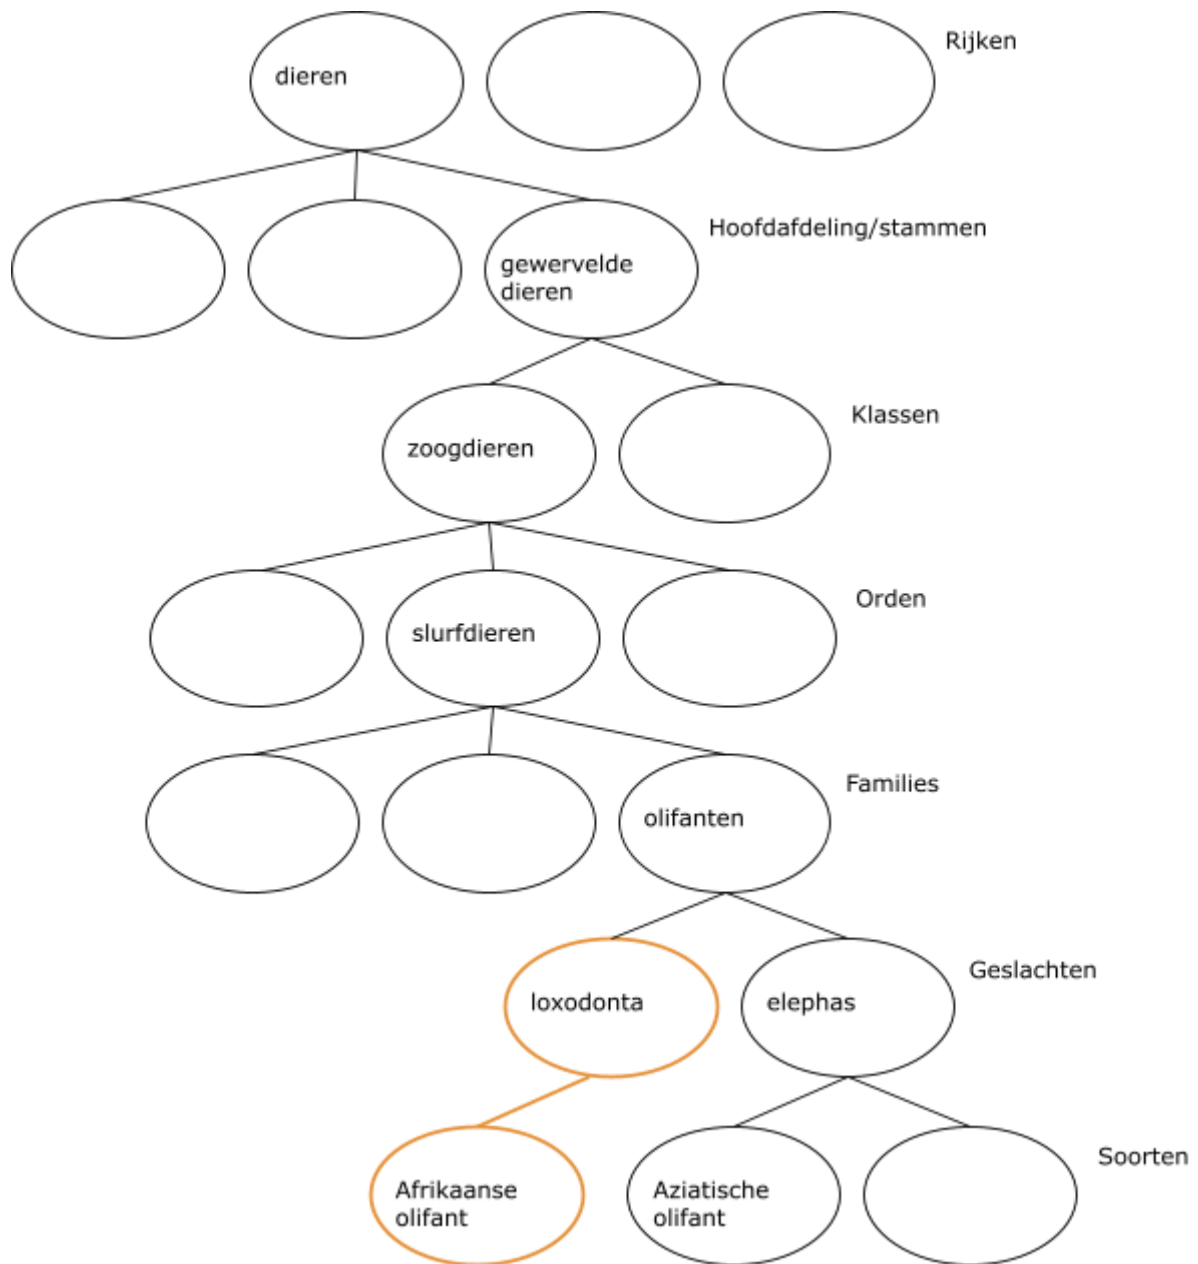 dieren
Rijken
Hoofdafdeling/stammen
gewervelde
dieren
zoogdieren
Klassen
slurfdieren
Orden
olifanten
Families
loxodonta
elephas
Geslachten
Afrikaanse
olifant
Aziatische
olifant
Soorten